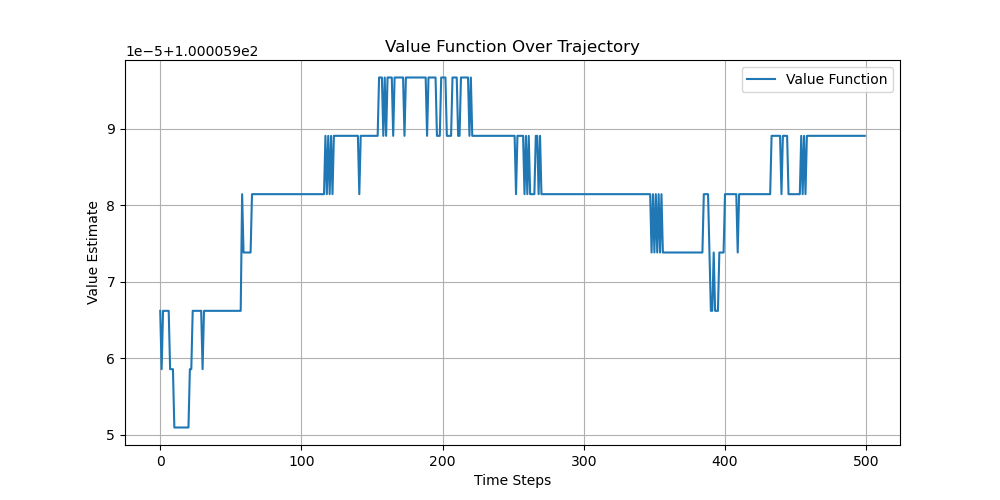 Value Function Over Trajectory
1e−5+1.000059e2
Value Function
9
8
7
6
5
Value Estimate
0 100 200 300 400 500
Time Steps